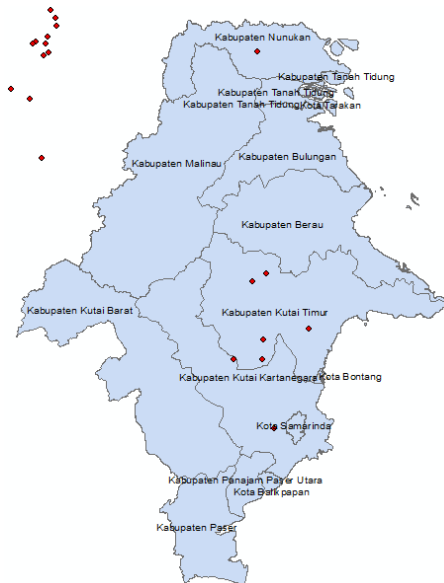 Kabupaten Nunukan
Kabupaten Tanah Tidung
Kabupaten Tanah Tidung
Kabupaten Tanah Tidung
Kota Tarakan
Kabupaten Malinau
Kabupaten Bulungan
Kabupaten Berau
Kabupaten Kutai Barat
Kabupaten Kutai Timur
Kabupaten Kutai Kartanegara
Kota Bontang
Kota Samarinda
Kabupaten Panajam Paser Utara
Kota Balikpapan
Kabupaten Paser